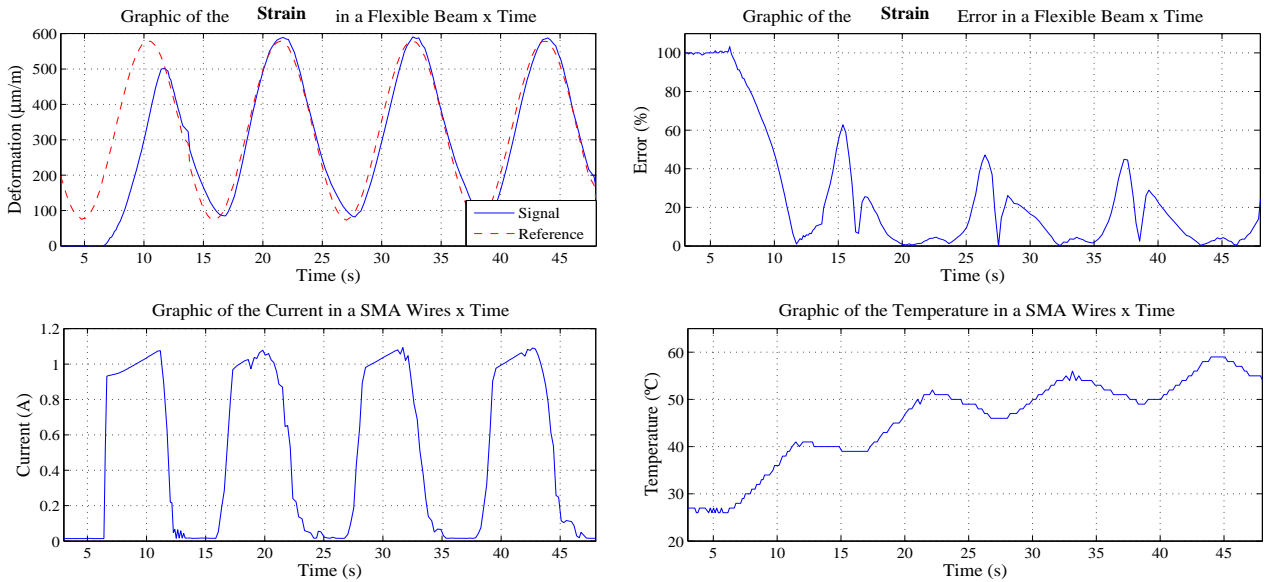 Graphic of the Strain in a Flexible Beam x Time
600
500
400
300
200
100
0
Deformation (μm/m)
5 10 15 20 25 30 35 40 45
Time (s)
Signal
Reference
Graphic of the Strain Error in a Flexible Beam x Time
100
80
60
40
20
0
Error (%)
5 10 15 20 25 30 35 40 45
Time (s)
Graphic of the Current in a SMA Wires x Time
1.2
1
0.8
0.6
0.4
0.2
0
Current (A)
5 10 15 20 25 30 35 40 45
Time (s)
Graphic of the Temperature in a SMA Wires x Time
60
50
40
30
20
Temperature (ºC)
5 10 15 20 25 30 35 40 45
Time (s)